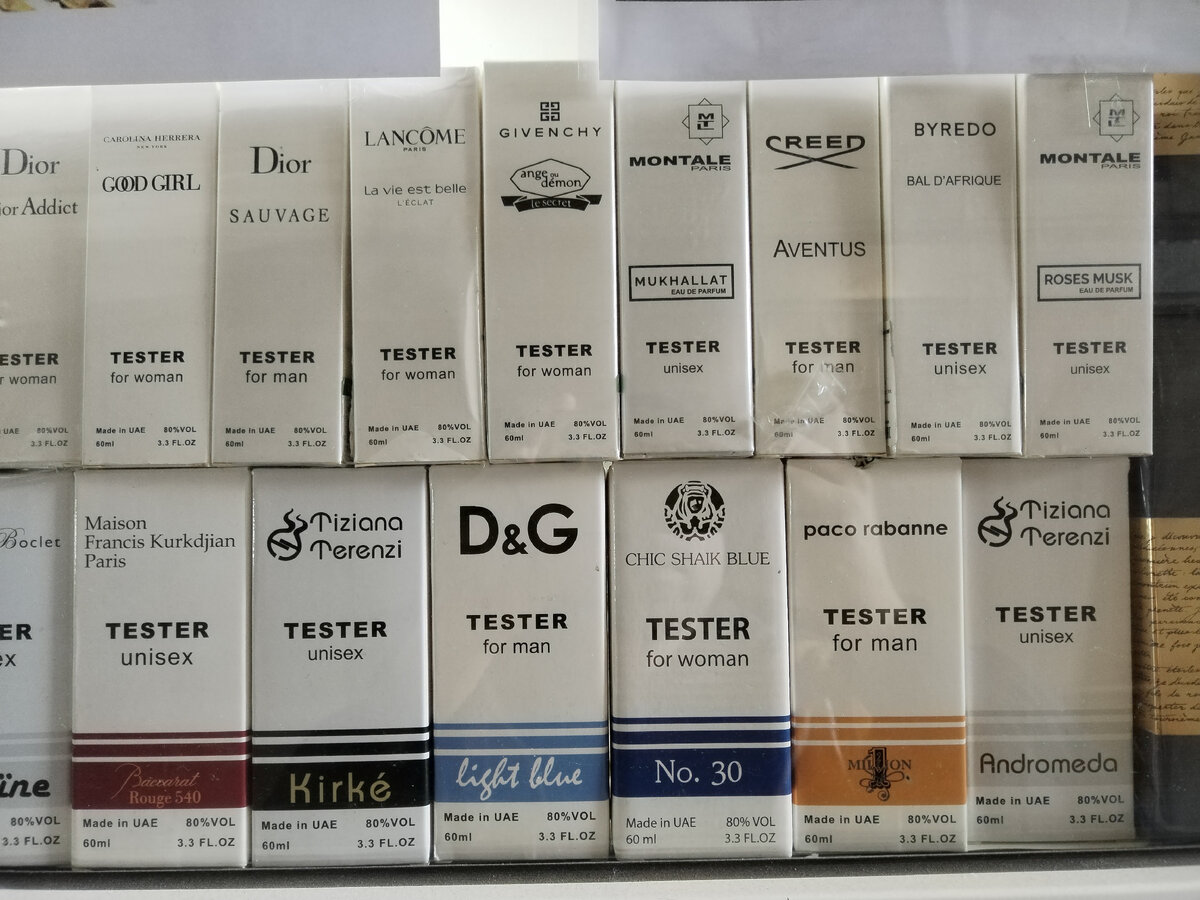 Dior
ior Addict
ESTER
r woman
Made in UAE 80%VOL
3.3 FL.OZ
CAROLINA HERRERA
NEW YORK
GOOD GIRL
TESTER
for woman
Made in UAE 80%VOL
60ml 3.3 FL.OZ
Dior
SAUVAGE
TESTER
for man
Made in UAE 80%VOL
60ml 3.3 FL.OZ
LANCÔME
PARIS
La vie est belle
L'ÉCLAT
TESTER
for woman
Made in UAE 80%VOL
60ml 3.3 FL.OZ
GIVENCHY
ange ou
démon
le secret
TESTER
for woman
Made in UAE 80%VOL
60ml 3.3 FL.OZ
MONTALE
PARIS
MUKHALLAT
EAU DE PARFUM
TESTER
unisex
Made in UAE 80%VOL
60ml 3.3 FL.OZ
CREED
AVENTUS
TESTER
for man
Made in UAE 80%VOL
60ml 3.3 FL.OZ
BYREDO
BAL D'AFRIQUE
TESTER
unisex
Made in UAE 80%VOL
60ml 3.3 FL.OZ
MONTALE
PARIS
ROSES MUSK
EAU DE PARFUM
TESTER
unisex
Made in UAE 80%VOL
60ml 3.3 FL.OZ
Boclet
ER
ex
ïne
80%VOL
3.3 FL.OZ
Maison
Francis Kurkdjian
Paris
TESTER
unisex
Baccarat
Rouge 540
Made in UAE 80%VOL
60ml 3.3 FL.OZ
Tiziana
Terenzi
TESTER
unisex
Kirké
Made in UAE 80%VOL
60ml 3.3 FL.OZ
D&G
TESTER
for man
light blue
Made in UAE 80%VOL
60ml 3.3 FL.OZ
CHIC SHAIK BLUE
TESTER
for woman
No. 30
Made in UAE 80% VOL
60 ml 3.3 FL.OZ
paco rabanne
TESTER
for man
1 MILLION
Made in UAE 80%VOL
60ml 3.3 FL.OZ
Tiziana
Terenzi
TESTER
unisex
Andromeda
Made in UAE 80%VOL
60ml 3.3 FL.OZ